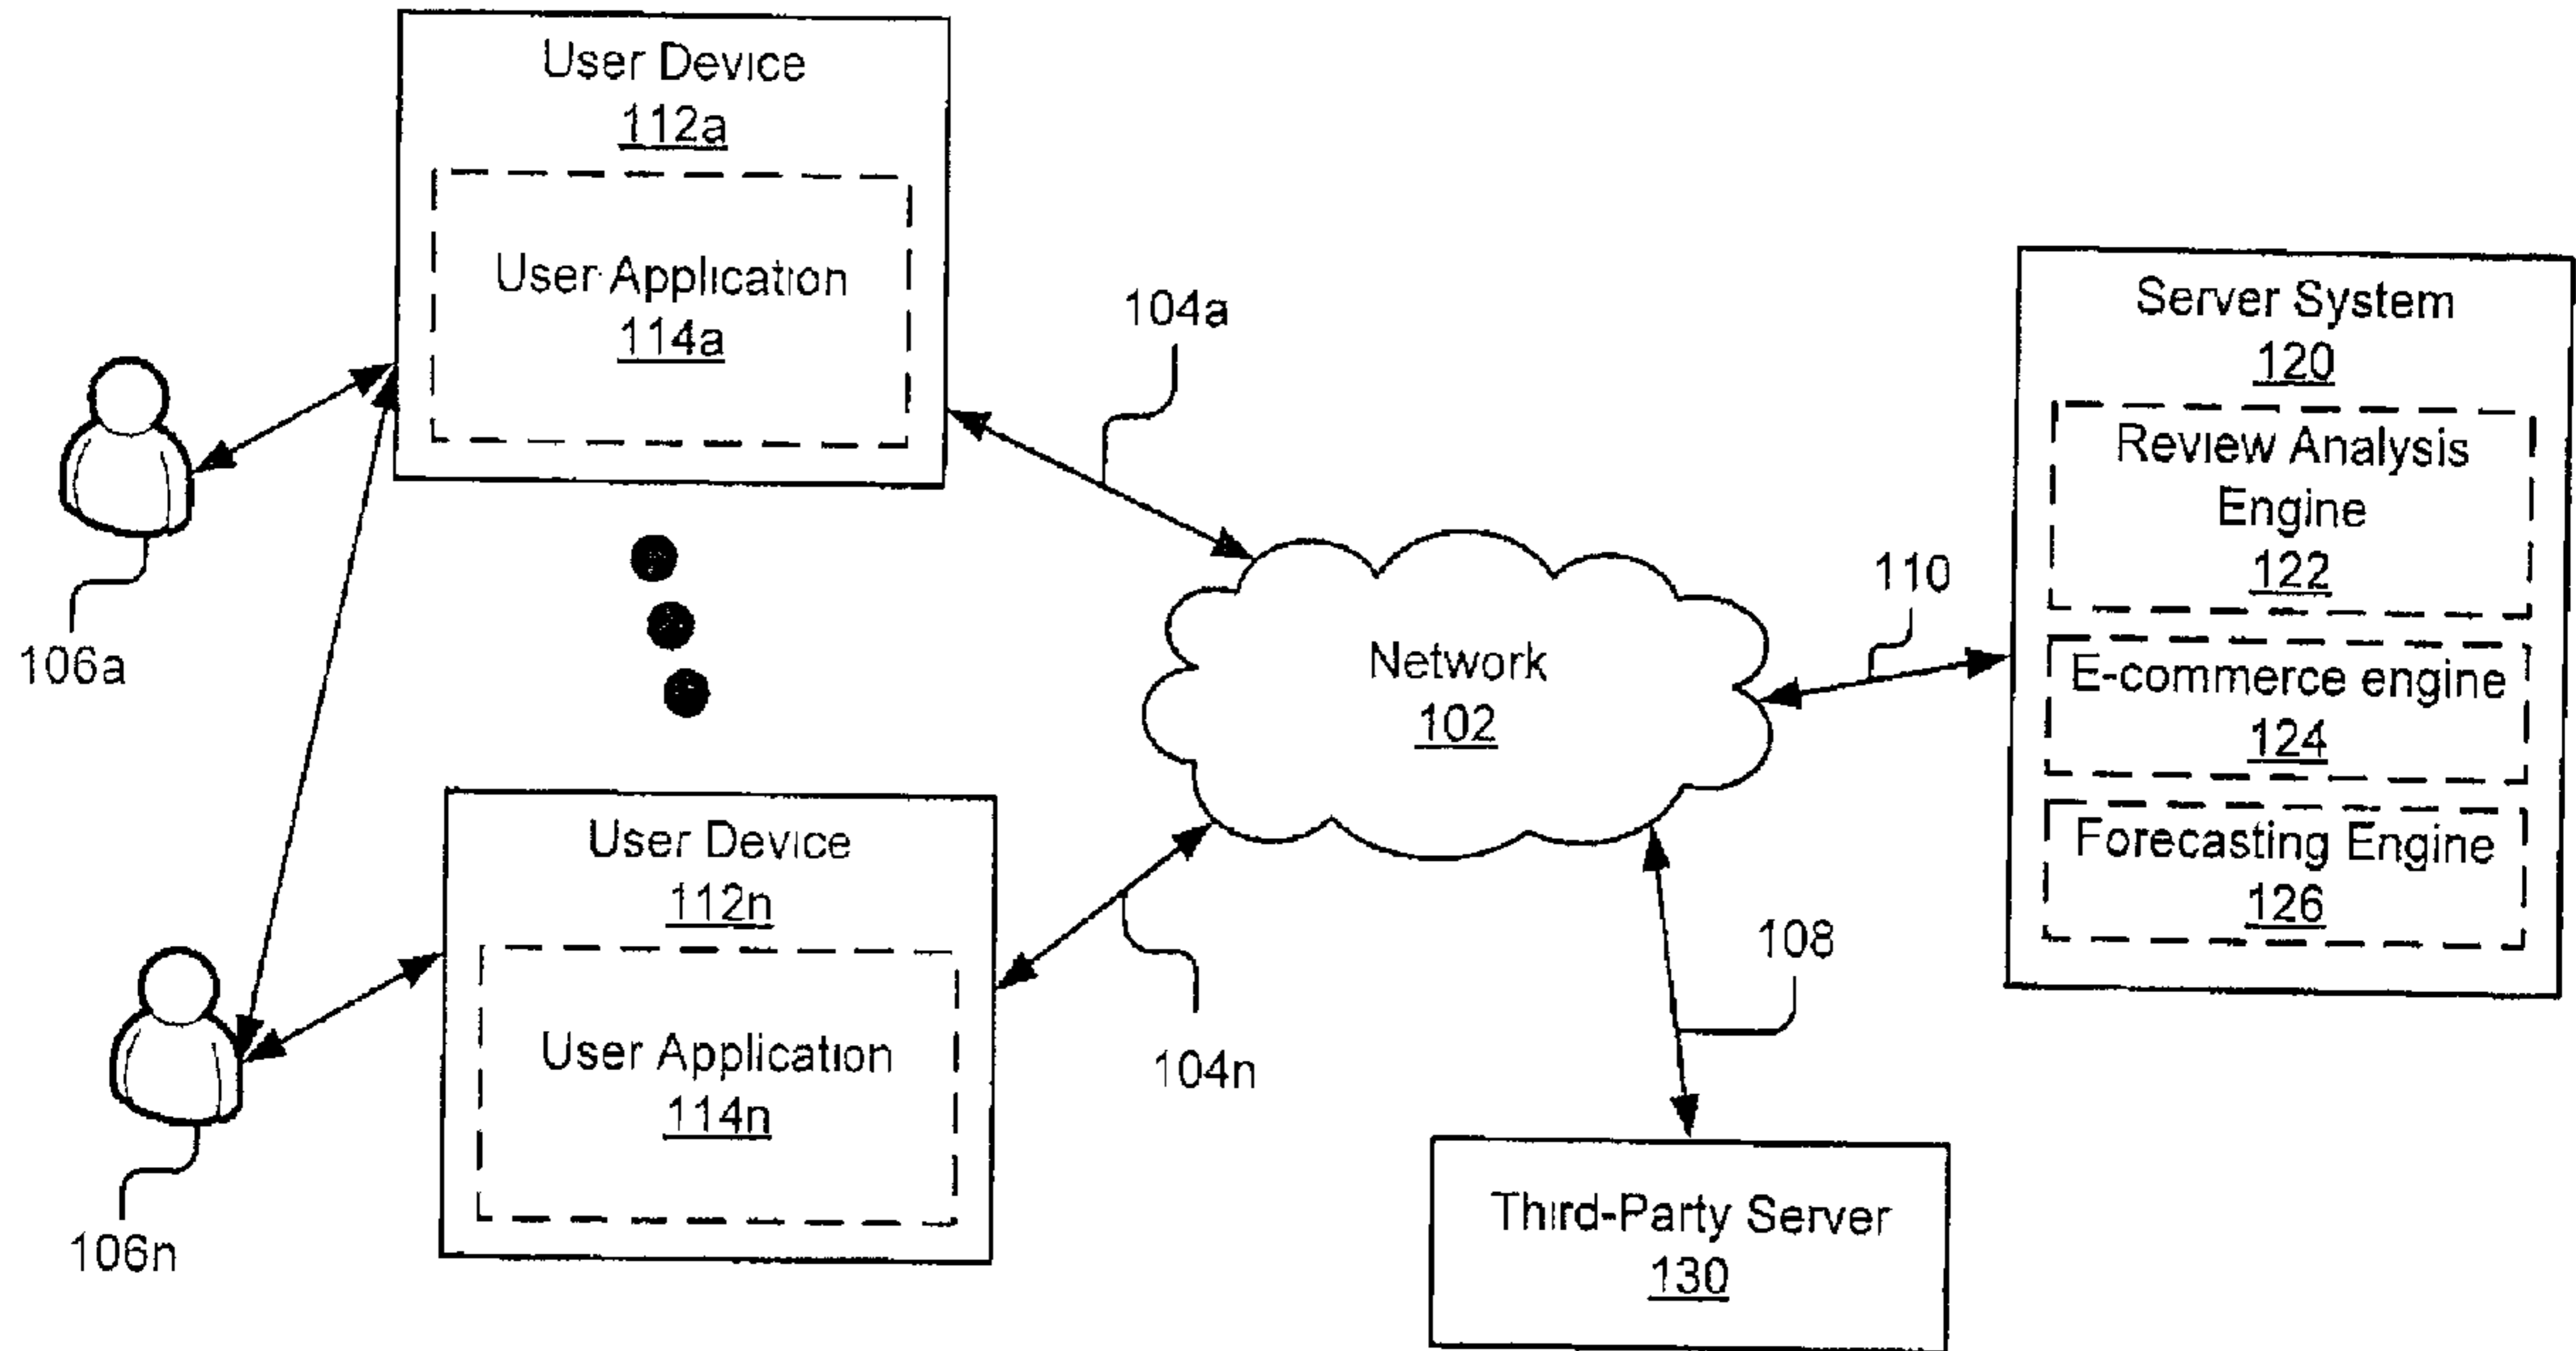 User Device
112a
User Application
114a
104a
106a
Server System
120
Review Analysis
Engine
122
E-commerce engine
124
Forecasting Engine
126
110
Network
102
User Device
112n
User Application
114n
104n
106n
108
Third-Party Server
130